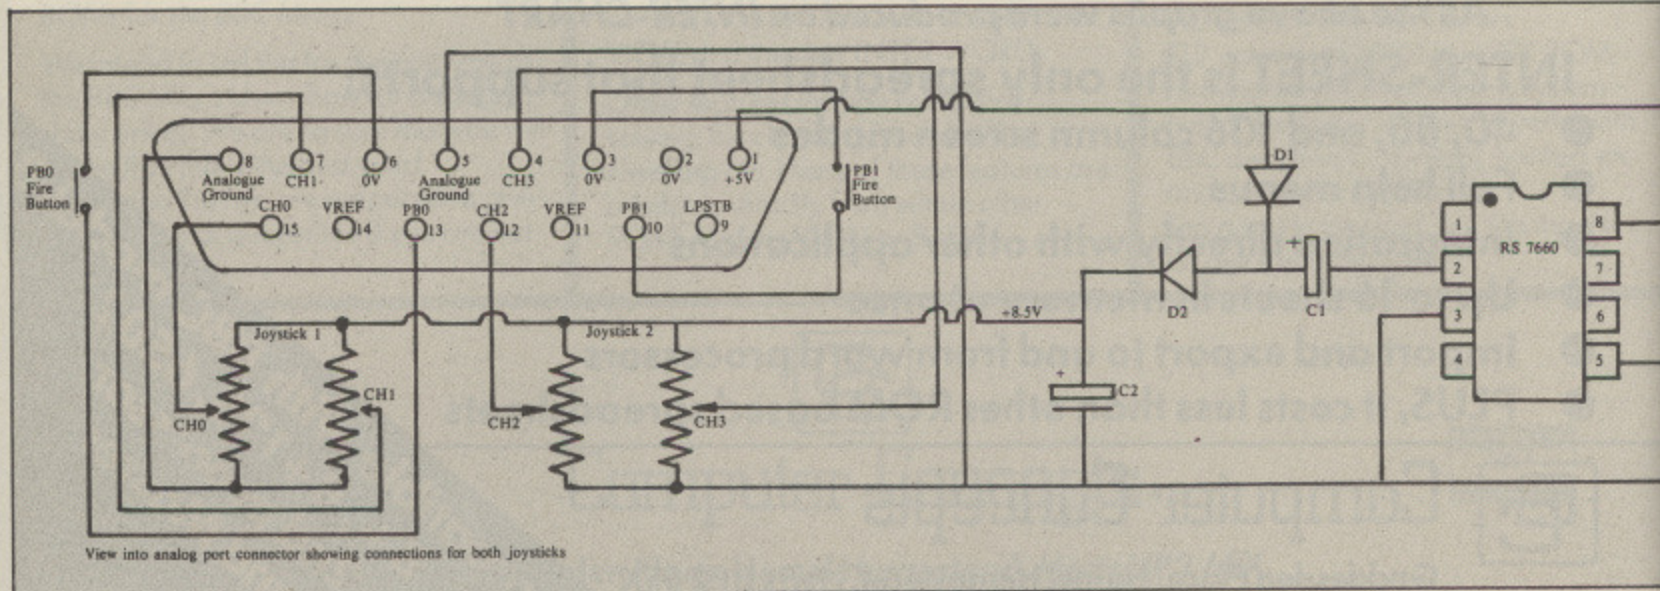 PB0
Fire
Button
8
Analogue
Ground
7
CH1
6
0V
5
Analogue
Ground
4
CH3
3
0V
2
0V
1
+5V
PB1
Fire
Button
CH0
15
VREF
14
PB0
13
CH2
12
VREF
11
PB1
10
LPSTB
9
Joystick 1
Joystick 2
CH0
CH1
CH2
CH3
+8.5V
D1
D2
+
C1
+
C2
RS 7660
1
2
3
4
8
7
6
5
View into analog port connector showing connections for both joysticks